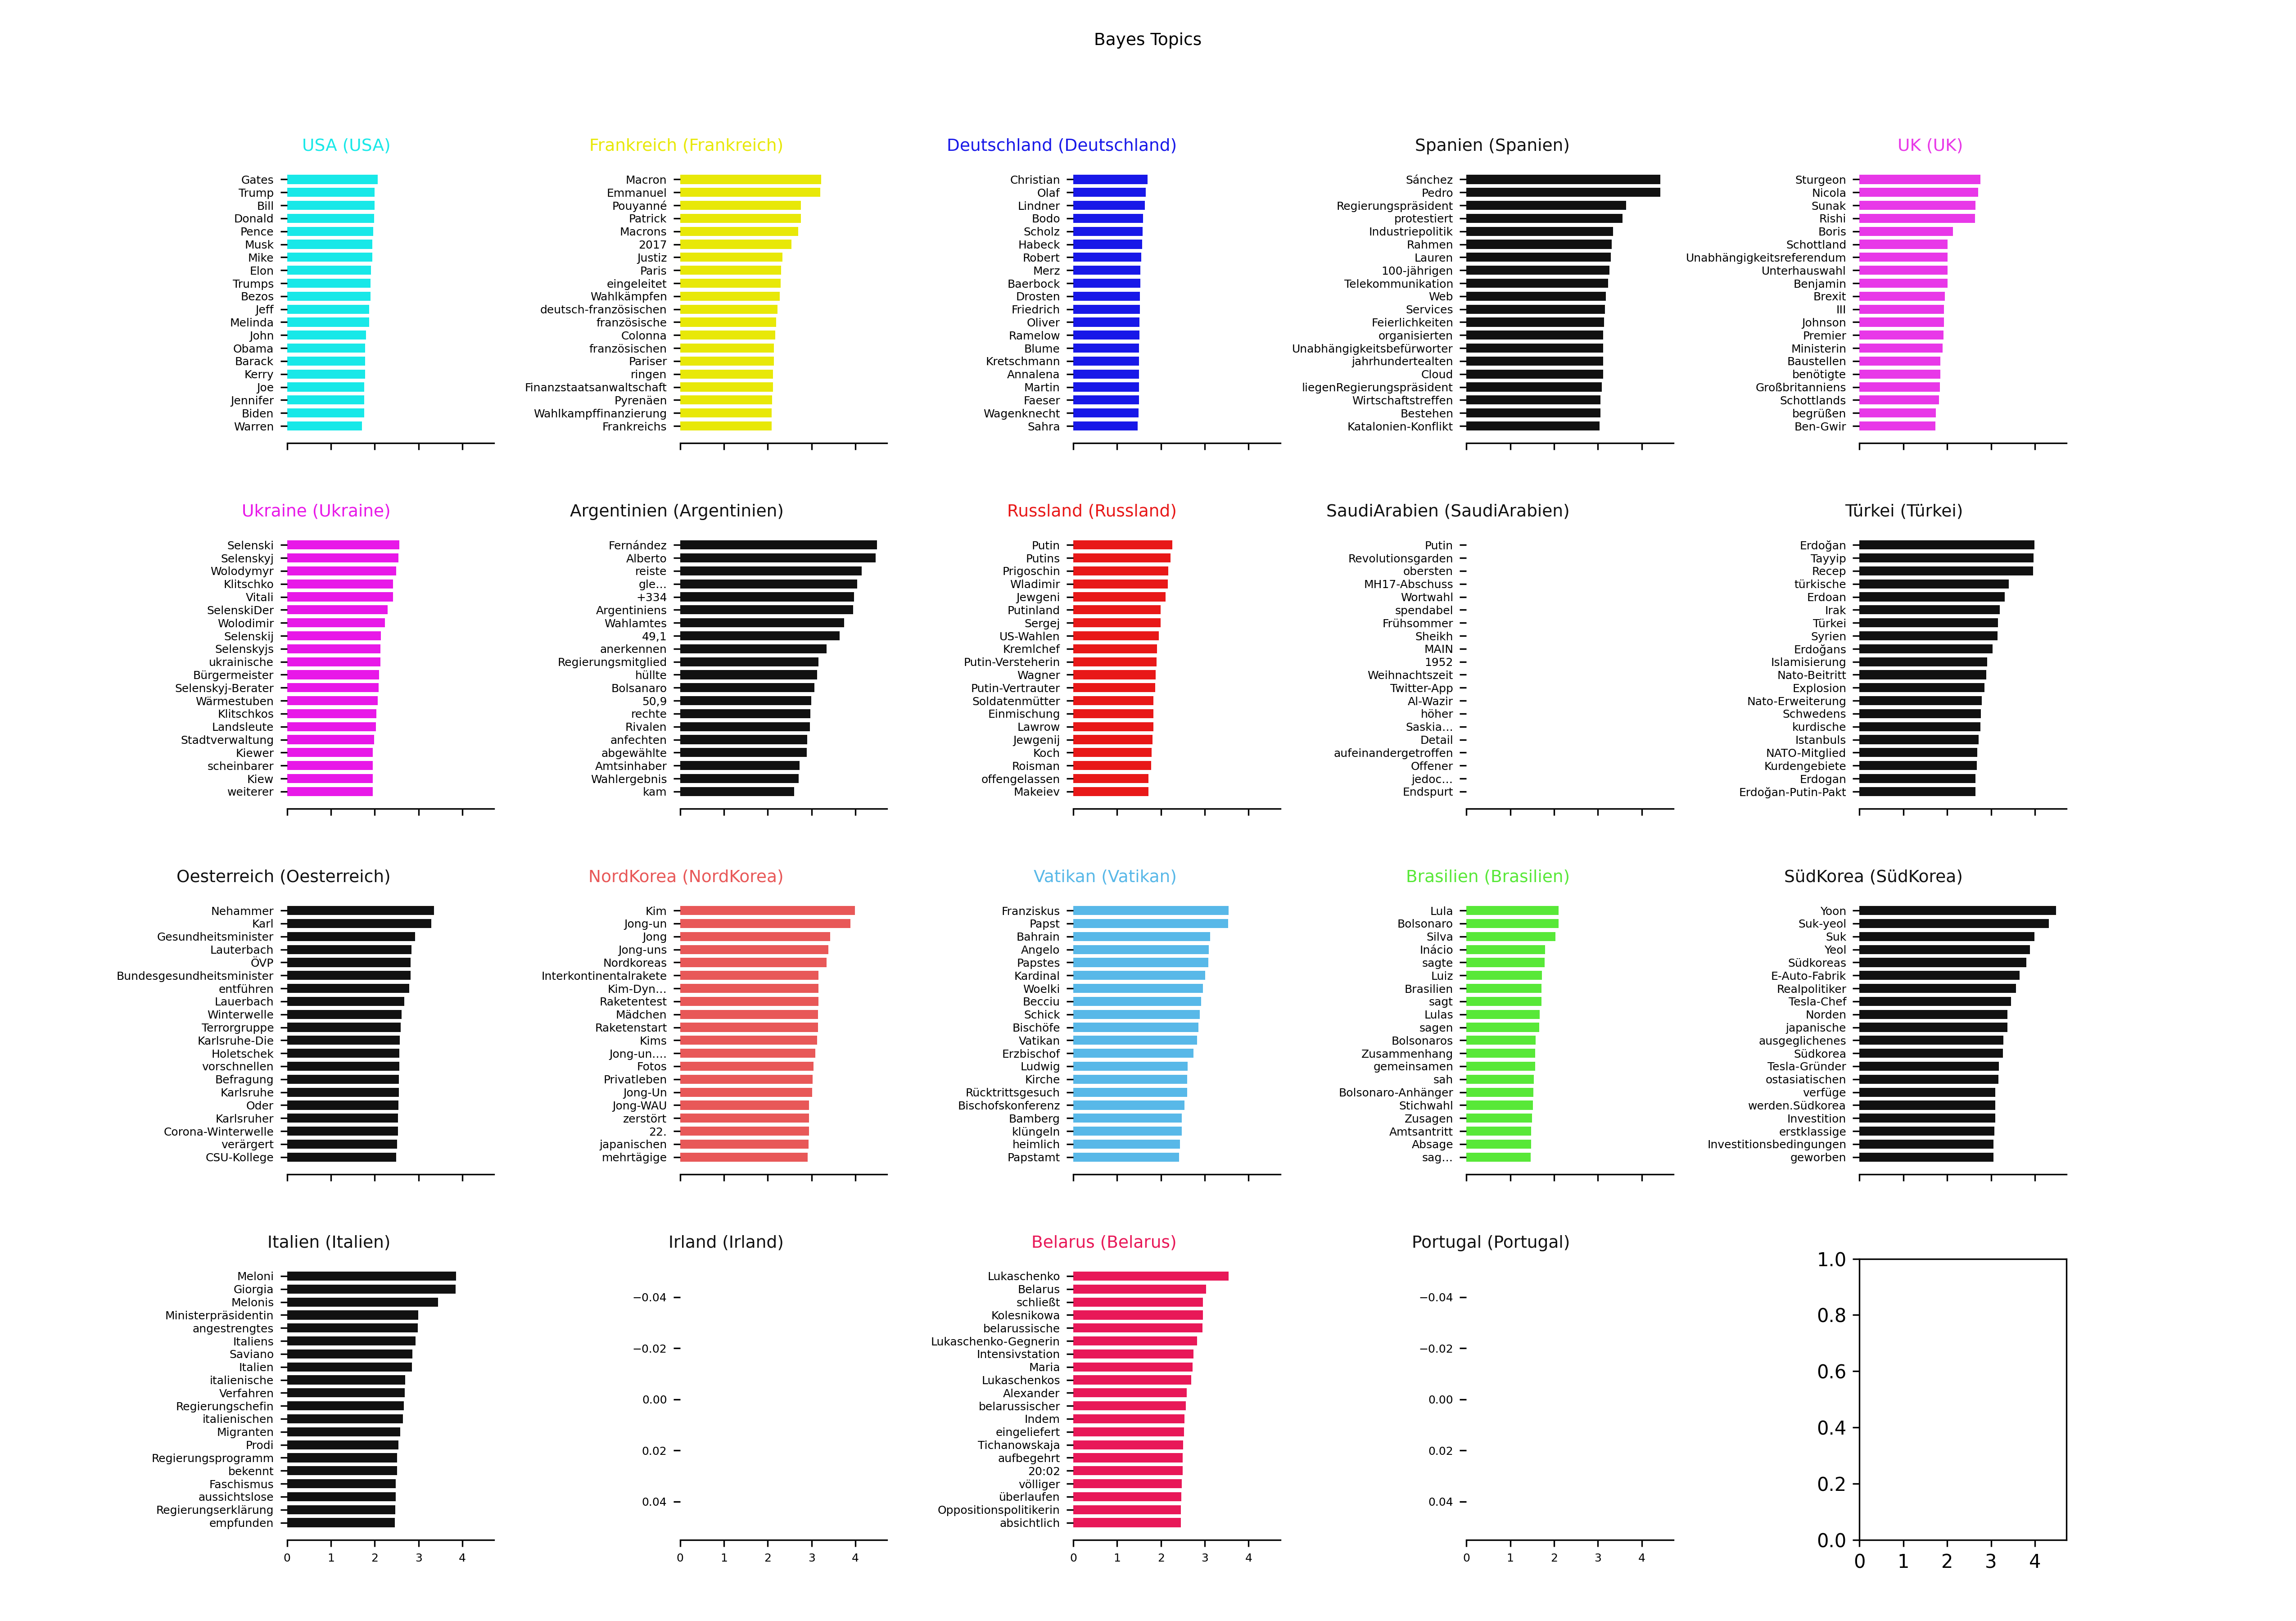 Bayes Topics
USA (USA)
Gates
Trump
Bill
Donald
Pence
Musk
Mike
Elon
Trumps
Bezos
Jeff
Melinda
John
Obama
Barack
Kerry
Joe
Jennifer
Biden
Warren
Frankreich (Frankreich)
Macron
Emmanuel
Pouyanné
Patrick
Macrons
2017
Justiz
Paris
eingeleitet
Wahlkämpfen
deutsch-französischen
französische
Colonna
französischen
Pariser
ringen
Finanzstaatsanwaltschaft
Pyrenäen
Wahlkampffinanzierung
Frankreichs
Deutschland (Deutschland)
Christian
Olaf
Lindner
Bodo
Scholz
Habeck
Robert
Merz
Baerbock
Drosten
Friedrich
Oliver
Ramelow
Blume
Kretschmann
Annalena
Martin
Faeser
Wagenknecht
Sahra
Spanien (Spanien)
Sánchez
Pedro
Regierungspräsident
protestiert
Industriepolitik
Rahmen
Lauren
100-jährigen
Telekommunikation
Web
Services
Feierlichkeiten
organisierten
Unabhängigkeitsbefürworter
jahrhundertealten
Cloud
liegenRegierungspräsident
Wirtschaftstreffen
Bestehen
Katalonien-Konflikt
UK (UK)
Sturgeon
Nicola
Sunak
Rishi
Boris
Schottland
Unabhängigkeitsreferendum
Unterhauswahl
Benjamin
Brexit
III
Johnson
Premier
Ministerin
Baustellen
benötigte
Großbritanniens
Schottlands
begrüßen
Ben-Gwir
Ukraine (Ukraine)
Selenski
Selenskyj
Wolodymyr
Klitschko
Vitali
SelenskiDer
Wolodimir
Selenskij
Selenskyjs
ukrainische
Bürgermeister
Selenskyj-Berater
Wärmestuben
Klitschkos
Landsleute
Stadtverwaltung
Kiewer
scheinbarer
Kiew
weiterer
Argentinien (Argentinien)
Fernández
Alberto
reiste
gle...
+334
Argentiniens
Wahlamtes
49,1
anerkennen
Regierungsmitglied
hüllte
Bolsanaro
50,9
rechte
Rivalen
anfechten
abgewählte
Amtsinhaber
Wahlergebnis
kam
Russland (Russland)
Putin
Putins
Prigoschin
Wladimir
Jewgeni
Putinland
Sergej
US-Wahlen
Kremlchef
Putin-Versteherin
Wagner
Putin-Vertrauter
Soldatenmütter
Einmischung
Lawrow
Jewgenij
Koch
Roisman
offengelassen
Makeiev
SaudiArabien (SaudiArabien)
Putin
Revolutionsgarden
obersten
MH17-Abschuss
Wortwahl
spendabel
Frühsommer
Sheikh
MAIN
1952
Weihnachtszeit
Twitter-App
Al-Wazir
höher
Saskia...
Detail
aufeinandergetroffen
Offener
jedoc...
Endspurt
Türkei (Türkei)
Erdoğan
Tayyip
Recep
türkische
Erdoan
Irak
Türkei
Syrien
Erdoğans
Islamisierung
Nato-Beitritt
Explosion
Nato-Erweiterung
Schwedens
kurdische
Istanbuls
NATO-Mitglied
Kurdengebiete
Erdogan
Erdoğan-Putin-Pakt
Oesterreich (Oesterreich)
Nehammer
Karl
Gesundheitsminister
Lauterbach
ÖVP
Bundesgesundheitsminister
entführen
Lauerbach
Winterwelle
Terrorgruppe
Karlsruhe-Die
Holetschek
vorschnellen
Befragung
Karlsruhe
Oder
Karlsruher
Corona-Winterwelle
verärgert
CSU-Kollege
NordKorea (NordKorea)
Kim
Jong-un
Jong
Jong-uns
Nordkoreas
Interkontinentalrakete
Kim-Dyn...
Raketentest
Mädchen
Raketenstart
Kims
Jong-un....
Fotos
Privatleben
Jong-Un
Jong-WAU
zerstört
22.
japanischen
mehrtägige
Vatikan (Vatikan)
Franziskus
Papst
Bahrain
Angelo
Papstes
Kardinal
Woelki
Becciu
Schick
Bischöfe
Vatikan
Erzbischof
Ludwig
Kirche
Rücktrittsgesuch
Bischofskonferenz
Bamberg
klüngeln
heimlich
Papstamt
Brasilien (Brasilien)
Lula
Bolsonaro
Silva
Inácio
sagte
Luiz
Brasilien
sagt
Lulas
sagen
Bolsonaros
Zusammenhang
gemeinsamen
sah
Bolsonaro-Anhänger
Stichwahl
Zusagen
Amtsantritt
Absage
sag...
SüdKorea (SüdKorea)
Yoon
Suk-yeol
Suk
Yeol
Südkoreas
E-Auto-Fabrik
Realpolitiker
Tesla-Chef
Norden
japanische
ausgeglichenes
Südkorea
Tesla-Gründer
ostasiatischen
verfüge
werden.Südkorea
Investition
erstklassige
Investitionsbedingungen
geworben
Italien (Italien)
Meloni
Giorgia
Melonis
Ministerpräsidentin
angestrengtes
Italiens
Saviano
Italien
italienische
Verfahren
Regierungschefin
italienischen
Migranten
Prodi
Regierungsprogramm
bekennt
Faschismus
aussichtslose
Regierungserklärung
empfunden
0 1 2 3 4
Irland (Irland)
−0.04
−0.02
0.00
0.02
0.04
0 1 2 3 4
Belarus (Belarus)
Lukaschenko
Belarus
schließt
Kolesnikowa
belarussische
Lukaschenko-Gegnerin
Intensivstation
Maria
Lukaschenkos
Alexander
belarussischer
Indem
eingeliefert
Tichanowskaja
aufbegehrt
20:02
völliger
überlaufen
Oppositionspolitikerin
absichtlich
0 1 2 3 4
Portugal (Portugal)
−0.04
−0.02
0.00
0.02
0.04
0 1 2 3 4
1.0
0.8
0.6
0.4
0.2
0.0
0 1 2 3 4